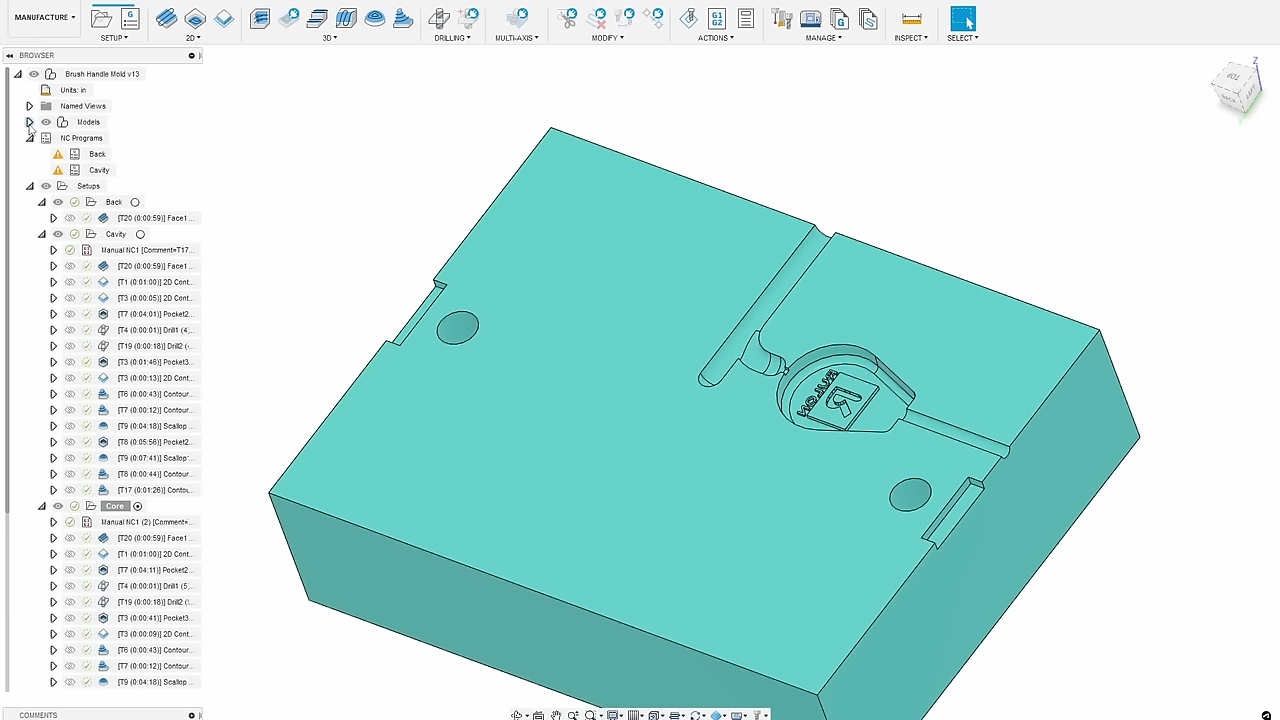 MANUFACTURE
SETUP
2D
3D
DRILLING
MULTI-AXIS
MODIFY
G1
G2
ACTIONS
MANAGE
INSPECT
SELECT
BROWSER
Brush Handle Mold v13
Units: in
Named Views
Models
NC Programs
Back
Cavity
Setups
Back
[T20 (0:00:59)] Face1 ...
Cavity
Manual NC1 [Comment=T17...
[T20 (0:00:59)] Face1 ...
[T1 (0:01:00)] 2D Cont...
[T3 (0:00:05)] 2D Cont...
[T7 (0:04:01)] Pocket2...
[T4 (0:00:01)] Drill1 (4...
[T19 (0:00:18)] Drill2 (...
[T3 (0:01:46)] Pocket3...
[T3 (0:00:13)] 2D Cont...
[T6 (0:00:43)] Contour...
[T7 (0:00:12)] Contour...
[T9 (0:04:18)] Scallop ...
[T8 (0:05:56)] Pocket2...
[T9 (0:07:41)] Scallop...
[T8 (0:00:44)] Contour...
[T17 (0:01:26)] Contou...
Core
Manual NC1 (2) [Comment=...
[T20 (0:00:59)] Face1 ...
[T1 (0:01:00)] 2D Cont...
[T7 (0:04:11)] Pocket2...
[T4 (0:00:01)] Drill1 (5...
[T19 (0:00:18)] Drill2 (...
[T3 (0:00:41)] Pocket3...
[T3 (0:00:09)] 2D Cont...
[T6 (0:00:43)] Contour...
[T7 (0:00:12)] Contour...
[T9 (0:04:18)] Scallop ...
COMMENTS
Z
TOP
BACK
LEFT